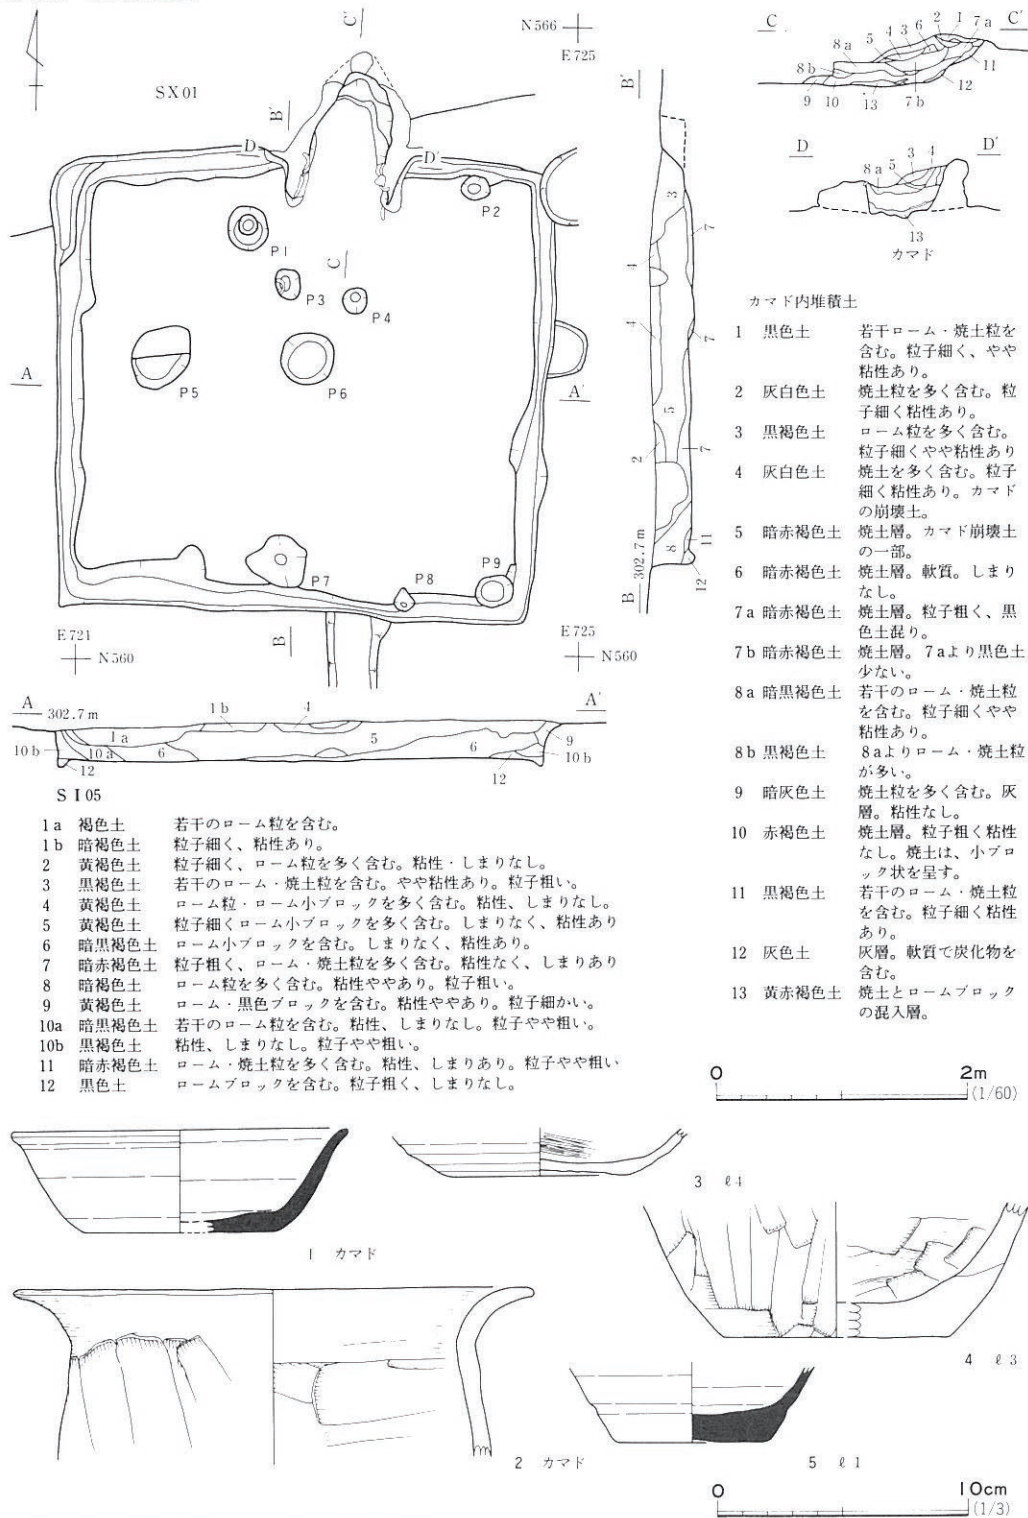 SX01
C'
N566
E725
B'
D
D'
P2
P1
C
P3
P4
A
P5
P6
A'
P7
P8
P9
B
E721
N560
E725
N560
B'
3
7
4
4
7
5
2
7
11
8
12
B 302.7m
C
C'
8a 5 4 3 6 2 1 7a
8b
11
12
9 10 13 7b
D
D'
8a 5 3 4
13
カマド
カマド内堆積土
1 黒色土 若干ローム・焼土粒を
含む。粒子細く、やや
粘性あり。
2 灰白色土 焼土粒を多く含む。粒
子細く粘性あり。
3 黒褐色土 ローム粒を多く含む。
粒子細くやや粘性あり
4 灰白色土 焼土を多く含む。粒子
細く粘性あり。カマド
の崩壊土。
5 暗赤褐色土 焼土層。カマド崩壊土
の一部。
6 暗赤褐色土 焼土層。軟質。しまり
なし。
7a 暗赤褐色土 焼土層。粒子粗く、黒
色土混り。
7b 暗赤褐色土 焼土層。7aより黒色土
少ない。
8a 暗黒褐色土 若干のローム・焼土粒
を含む。粒子細くやや
粘性あり。
8b 黒褐色土 8aよりローム・焼土粒
が多い。
9 暗灰色土 焼土粒を多く含む。灰
層。粘性なし。
10 赤褐色土 焼土層。粒子粗く粘性
なし。焼土は、小ブロ
ック状を呈す。
11 黒褐色土 若干のローム・焼土粒
を含む。粒子細く粘性
あり。
12 灰色土 灰層。軟質で炭化物を
含む。
13 黄赤褐色土 焼土とロームブロック
の混入層。
A 302.7m
A'
1b 4
1a
5
10b 10a 6 6 9
12 12 10b
SI05
1a 褐色土 若干のローム粒を含む。
1b 暗褐色土 粒子細く、粘性あり。
2 黄褐色土 粒子細く、ローム粒を多く含む。粘性・しまりなし。
3 黒褐色土 若干のローム・焼土粒を含む。やや粘性あり。粒子粗い。
4 黄褐色土 ローム粒・ローム小ブロックを多く含む。粘性、しまりなし。
5 黄褐色土 粒子細くローム小ブロックを多く含む。しまりなく、粘性あり
6 暗黒褐色土 ローム小ブロックを含む。しまりなく、粘性あり。
7 暗赤褐色土 粒子粗く、ローム・焼土粒を多く含む。粘性なく、しまりあり
8 暗褐色土 ローム粒を多く含む。粘性ややあり。粒子粗い。
9 黄褐色土 ローム・黒色ブロックを含む。粘性ややあり。粒子細かい。
10a 暗黒褐色土 若干のローム粒を含む。粘性、しまりなし。粒子やや粗い。
10b 黒褐色土 粘性、しまりなし。粒子やや粗い。
11 暗赤褐色土 ローム・焼土粒を多く含む。粘性、しまりあり。粒子やや粗い
12 黒色土 ロームブロックを含む。粒子粗く、しまりなし。
0 2m
(1/60)
1 カマド
3 ℓ4
2 カマド
4 ℓ3
5 ℓ1
0 10cm
(1/3)